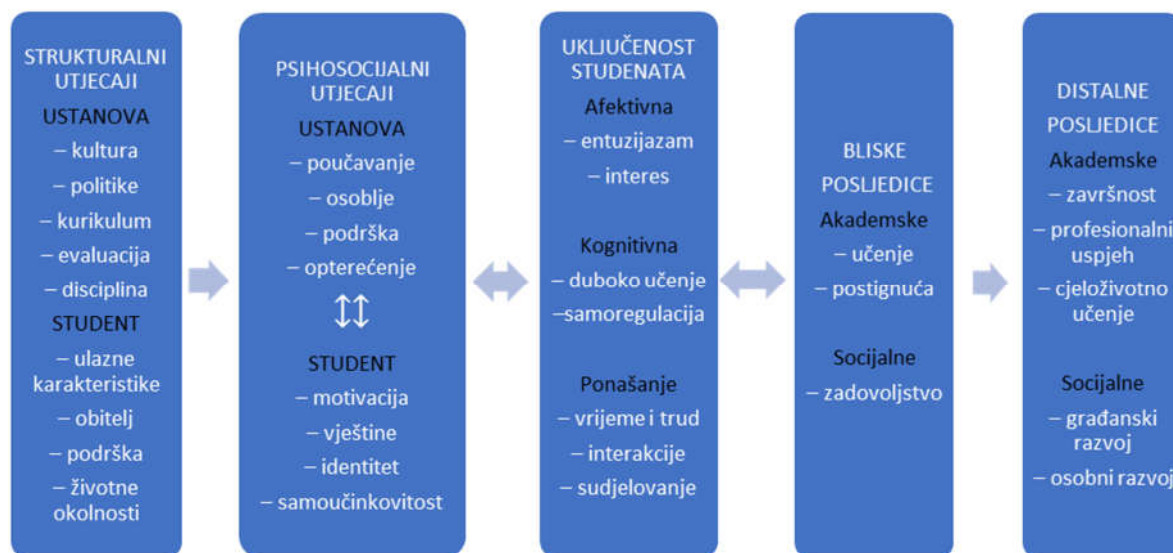 STRUKTURALNI
UTJECAJI
USTANOVA
– kultura
– politike
– kurikulum
– evaluacija
– disciplina
STUDENT
– ulazne
karakteristike
– obitelj
– podrška
– životne
okolnosti
PSIHOSOCIJALNI
UTJECAJI
USTANOVA
– poučavanje
– osoblje
– podrška
– opterećenje
STUDENT
– motivacija
– vještine
– identitet
– samoučinkovitost
UKLJUČENOST
STUDENATA
Afektivna
– entuzijazam
– interes
Kognitivna
– duboko učenje
–samoregulacija
Ponašanje
– vrijeme i trud
– interakcije
– sudjelovanje
BLISKE
POSLJEDICE
Akademske
– učenje
– postignuća
Socijalne
– zadovoljstvo
DISTALNE
POSLJEDICE
Akademske
– završnost
– profesionalni
uspjeh
– cjeloživotno
učenje
Socijalne
– građanski
razvoj
– osobni razvoj